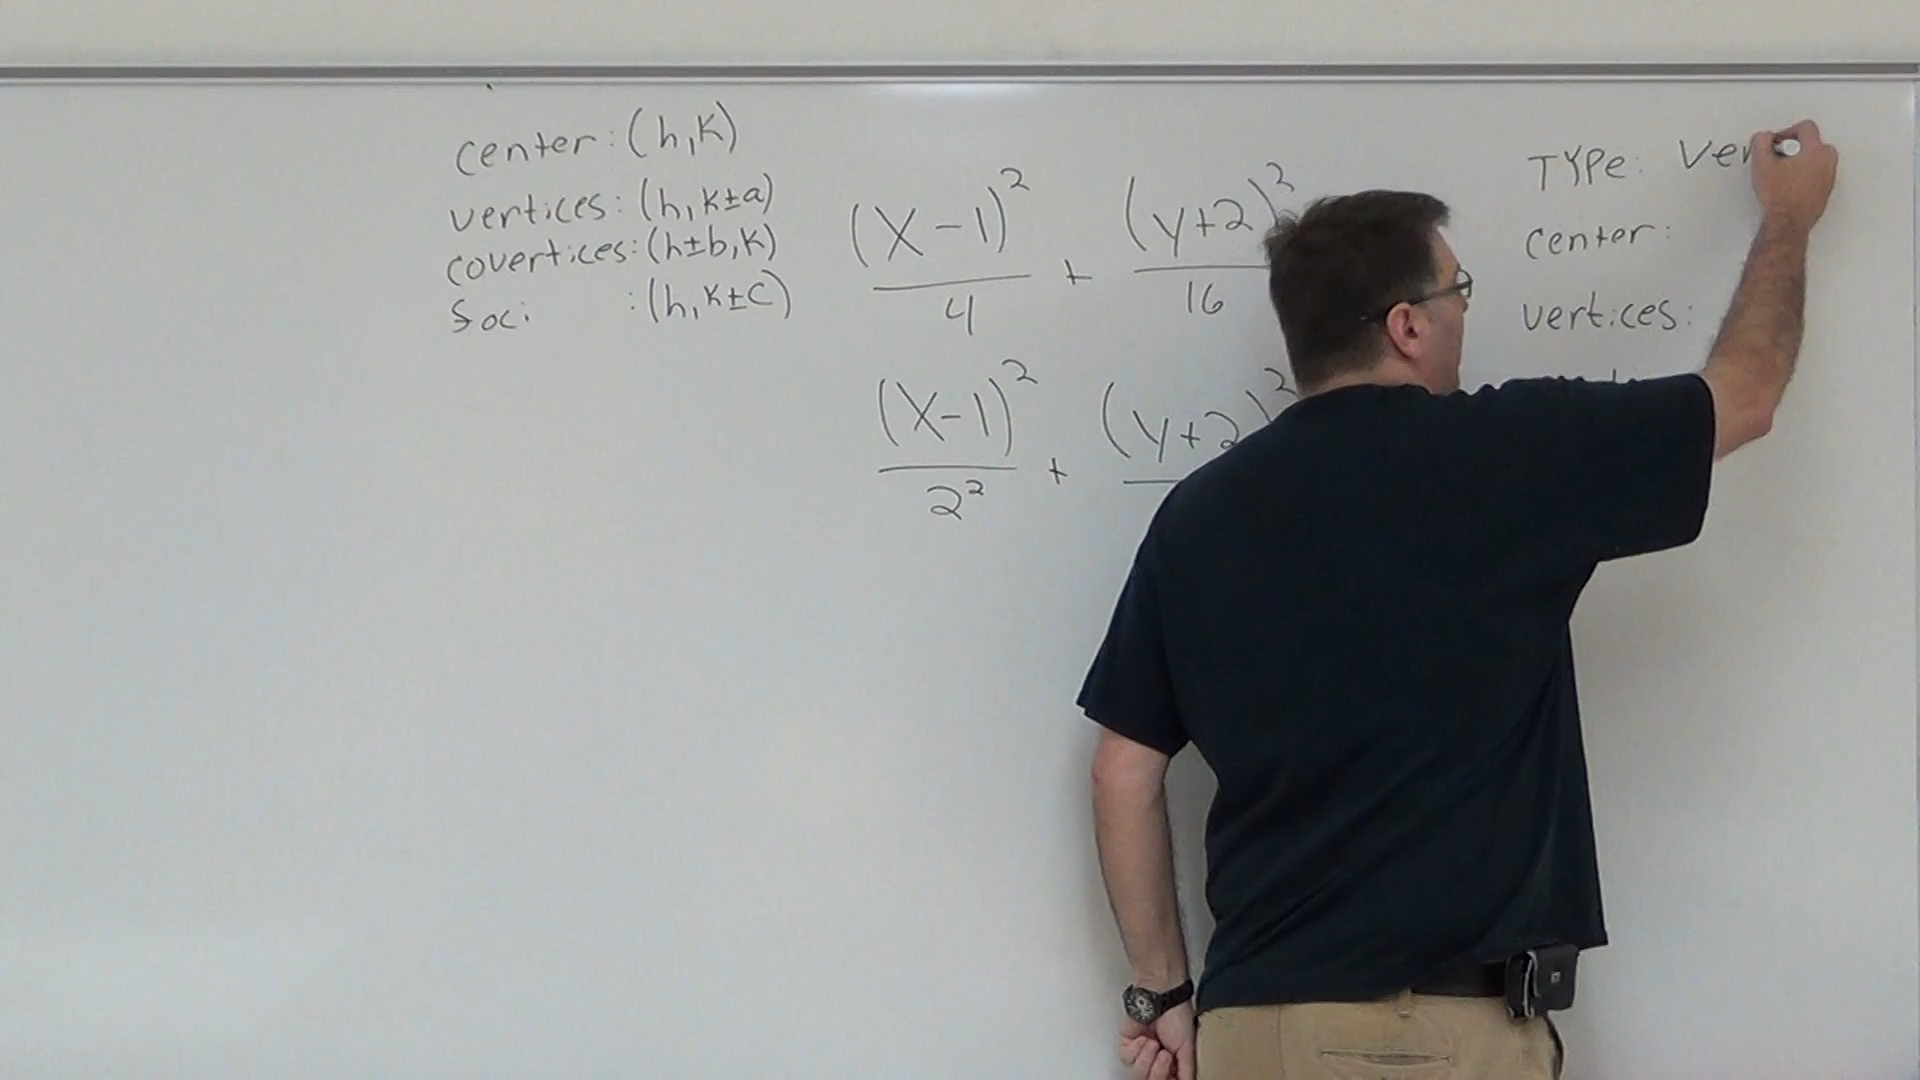 center: (h,k)
vertices: (h,k±a)
covertices: (h±b,k)
foci : (h,k±c)
(x-1)² / 4 + (y+2)² / 16
(x-1)² / 2² + (y+2)²
TYPe: Ver
center:
vertices: